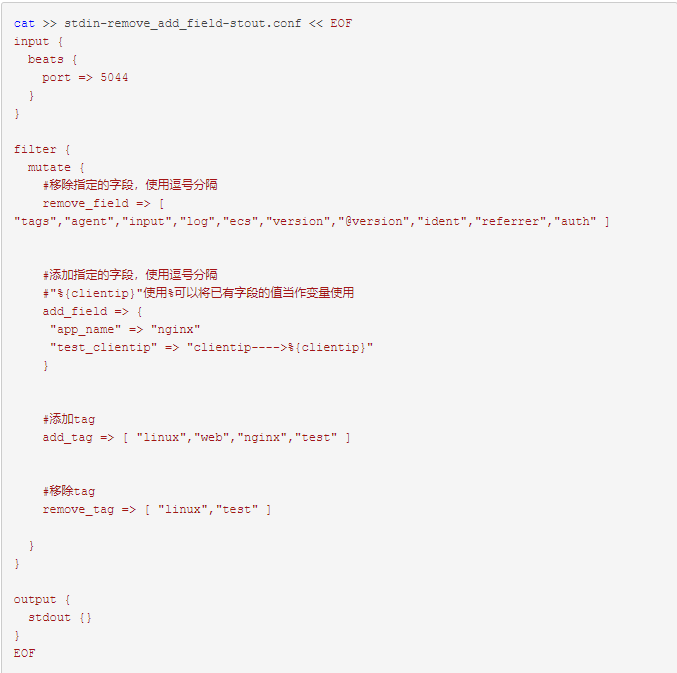 cat >> stdin-remove_add_field-stout.conf << EOF
input {
  beats {
    port => 5044
  }
}

filter {
  mutate {
    #移除指定的字段，使用逗号分隔
    remove_field => [
"tags","agent","input","log","ecs","version","@version","ident","referrer","auth" ]


    #添加指定的字段，使用逗号分隔
    #"%{clientip}"使用%可以将已有字段的值当作变量使用
    add_field => {
     "app_name" => "nginx"
     "test_clientip" => "clientip---->%{clientip}"
    }


    #添加tag
    add_tag => [ "linux","web","nginx","test" ]


    #移除tag
    remove_tag => [ "linux","test" ]

  }
}

output {
  stdout {}
}
EOF